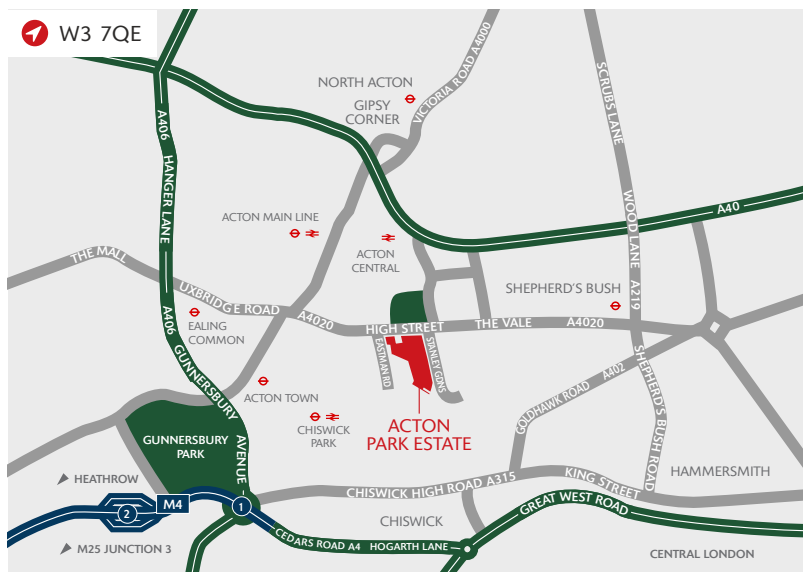 W3 7QE
NORTH ACTON
GIPSY
CORNER
VICTORIA ROAD A4000
SCRUBS LANE
WOOD LANE A219
A406
HANGER LANE
A406
A40
ACTON MAIN LINE
ACTON
CENTRAL
THE MALL
UXBRIDGE ROAD
A4020
HIGH STREET
THE VALE
A4020
SHEPHERD'S BUSH
EALING
COMMON
EASTMAN RD
STANLEY GDNS
GUNNERSBURY
AVENUE
ACTON TOWN
CHISWICK
PARK
ACTON
PARK ESTATE
GOLDHAWK ROAD
A402
SHEPHERD'S BUSH ROAD
GUNNERSBURY
PARK
HEATHROW
M4
2
1
M25 JUNCTION 3
CHISWICK HIGH ROAD A315
KING STREET
HAMMERSMITH
CHISWICK
GREAT WEST ROAD
CEDARS ROAD A4
HOGARTH LANE
CENTRAL LONDON